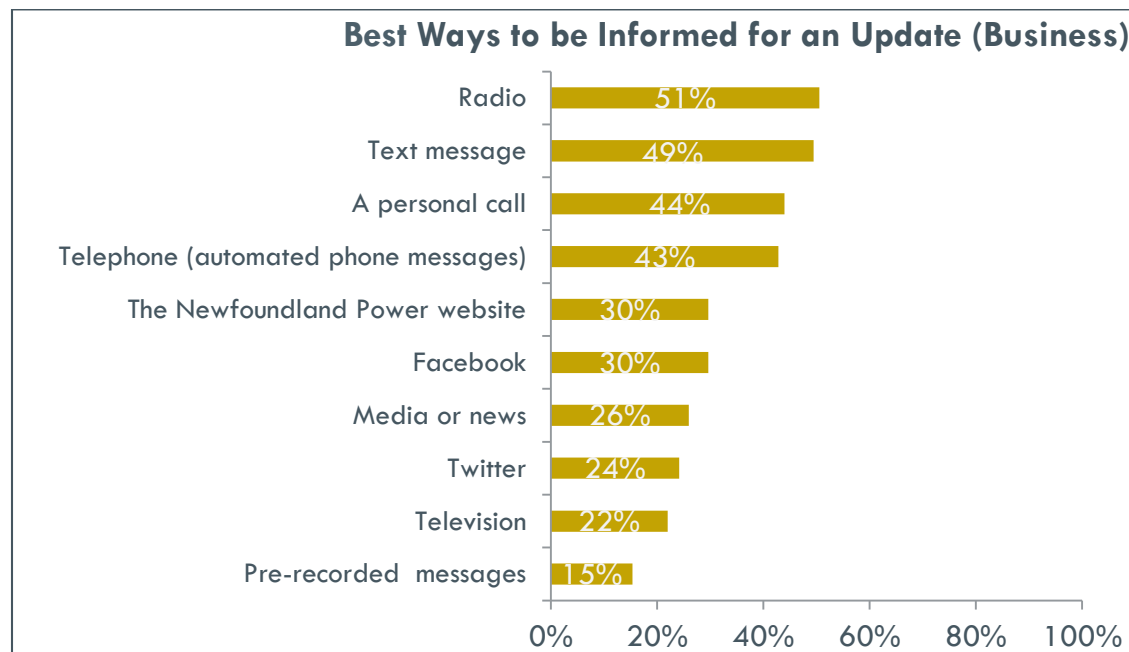 Best Ways to be Informed for an Update (Business)
Radio 51%
Text message 49%
A personal call 44%
Telephone (automated phone messages) 43%
The Newfoundland Power website 30%
Facebook 30%
Media or news 26%
Twitter 24%
Television 22%
Pre-recorded messages 15%
0% 20% 40% 60% 80% 100%